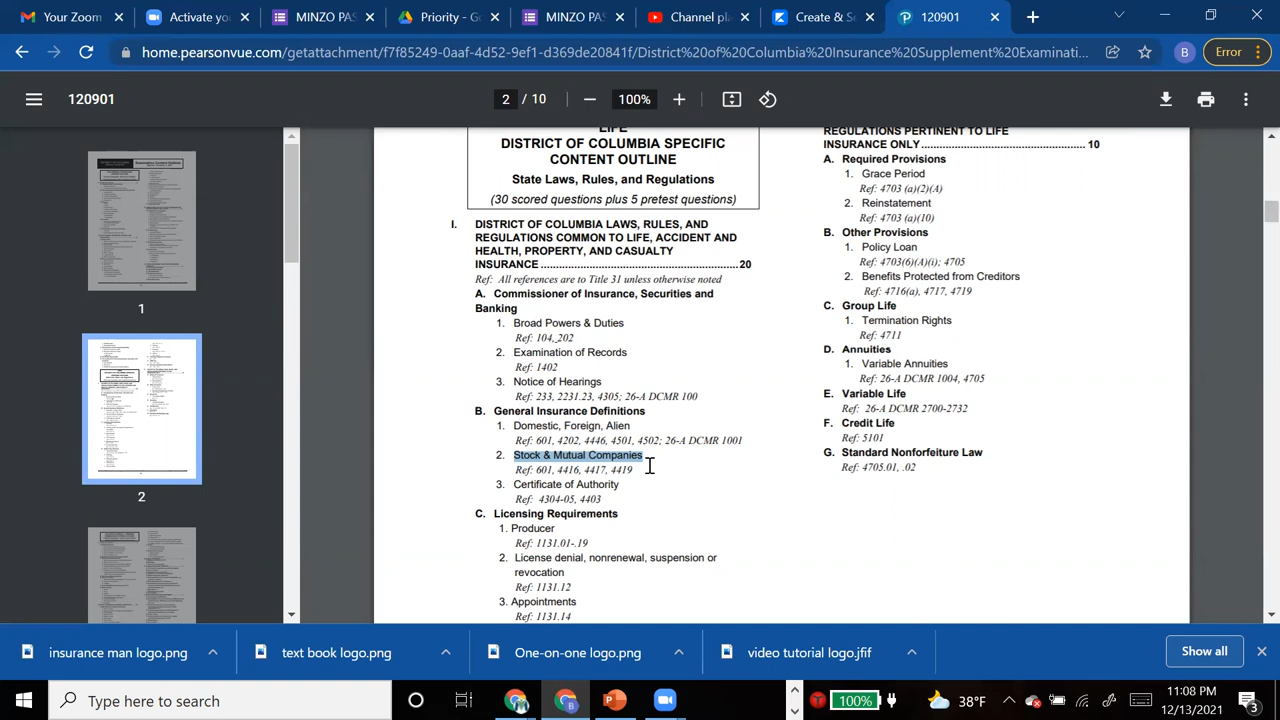 Your Zoom
Activate you
MINZO PAS
Priority - Go
MINZO PAS
Channel pla
Create & Se
120901
home.pearsonvue.com/getattachment/f7f85249-0aaf-4d52-9ef1-d369de20841f/District%20of%20Columbia%20Insurance%20Supplement%20Examinati...
B
Error
120901
2 / 10
100%
1
2
LIFE
DISTRICT OF COLUMBIA SPECIFIC
CONTENT OUTLINE
State Laws, Rules, and Regulations
(30 scored questions plus 5 pretest questions)
I. DISTRICT OF COLUMBIA LAWS, RULES, AND
REGULATIONS COMMON TO LIFE, ACCIDENT AND
HEALTH, PROPERTY, AND CASUALTY
INSURANCE ........................................................ 20
Ref: All references are to Title 31 unless otherwise noted
A. Commissioner of Insurance, Securities and
Banking
1. Broad Powers & Duties
Ref: 104,,202
2. Examination of Records
Ref: 1402
3. Notice of Hearings
4305; 26-A DCMR 100
B. General Insurance Definitions
1. Domestic, Foreign, Alien
Ref: 601, 4202, 4446, 4501, 4502; 26-A DCMR 1001
2. Stock & Mutual Companies
Ref: 601, 4416, 4417, 4419
3. Certificate of Authority
Ref: 4304-05, 4403
C. Licensing Requirements
1. Producer
Ref: 1131.01-.19
2. License denial, nonrenewal, suspension or
revocation
Ref: 1131.12
3. Appointments
Ref: 1131.14
REGULATIONS PERTINENT TO LIFE
INSURANCE ONLY .............................................. 10
A. Required Provisions
1. Grace Period
Ref: 4703 (a)(2)(A)
2. Reinstatement
Ref: 4703 (a)(10)
B. Other Provisions
1. Policy Loan
Ref: 4703(6)(A)(i); 4705
2. Benefits Protected from Creditors
Ref: 4716(a), 4717, 4719
C. Group Life
1. Termination Rights
Ref: 4711
D. Annuities
1. Variable Annuities
Ref: 26-A DCMR 1004, 4705
E. Variable Life
Ref: 26-A DCMR 2700-2732
F. Credit Life
Ref: 5101
G. Standard Nonforfeiture Law
Ref: 4705.01, .02
insurance man logo.png
text book logo.png
One-on-one logo.png
video tutorial logo.jfif
Show all
Type here to search
100%
38°F
11:08 PM
12/13/2021
3